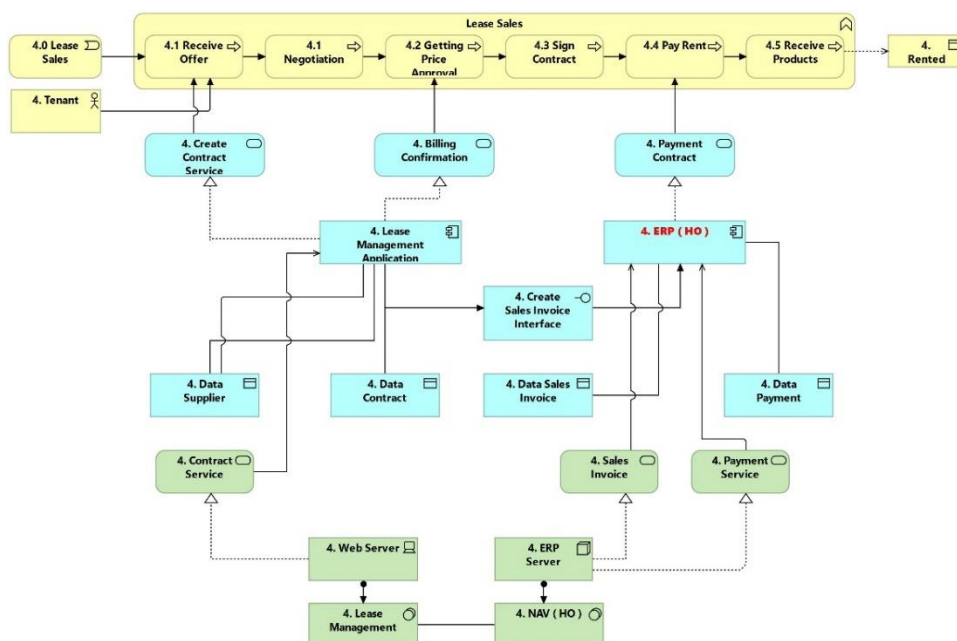 Lease Sales
4.0 Lease
Sales
4.1 Receive
Offer
4.1
Negotiation
4.2 Getting
Price
Approval
4.3 Sign
Contract
4.4 Pay Rent
4.5 Receive
Products
4.
Rented
4. Tenant
4. Create
Contract
Service
4. Billing
Confirmation
4. Payment
Contract
4. Lease
Management
Application
4. ERP ( HO )
4. Create
Sales Invoice
Interface
4. Data
Supplier
4. Data
Contract
4. Data Sales
Invoice
4. Data
Payment
4. Contract
Service
4. Sales
Invoice
4. Payment
Service
4. Web Server
4. ERP
Server
4. Lease
Management
4. NAV ( HO )